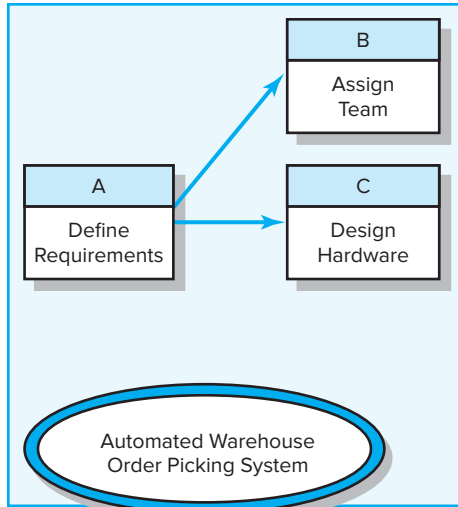 B
Assign
Team
A
Define
Requirements
C
Design
Hardware
Automated Warehouse
Order Picking System